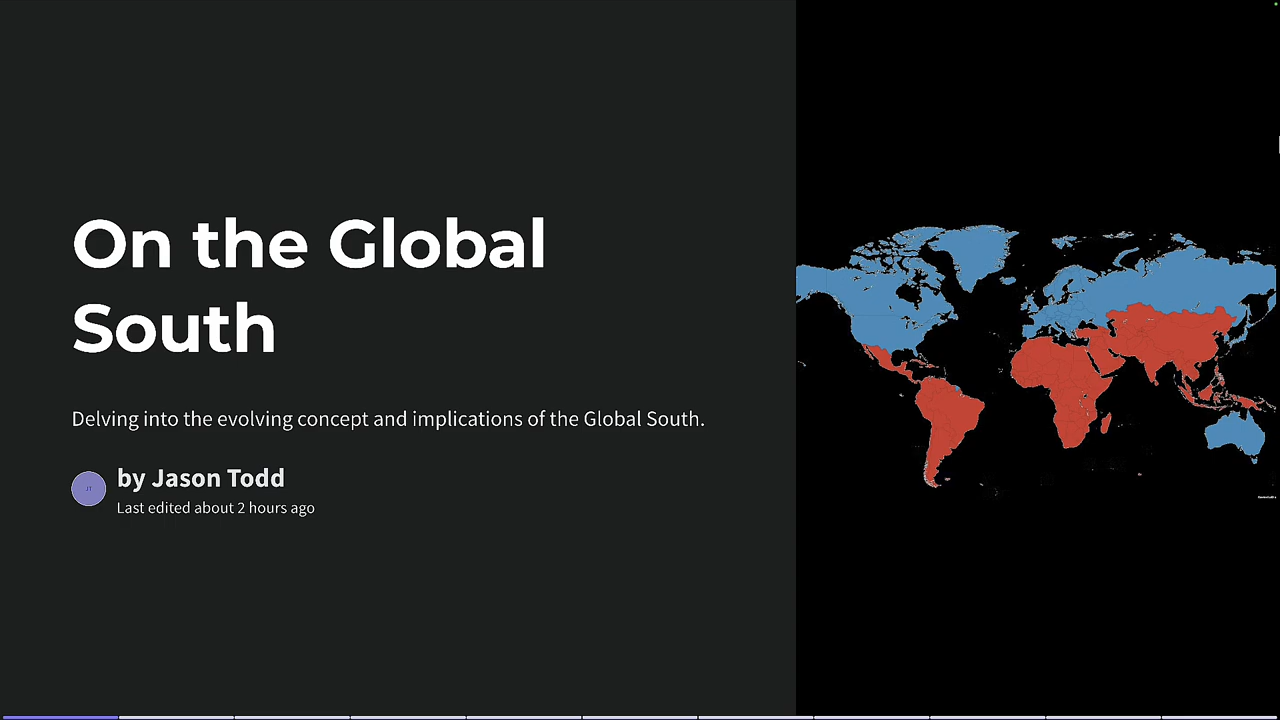 On the Global
South
Delving into the evolving concept and implications of the Global South.
JT
by Jason Todd
Last edited about 2 hours ago